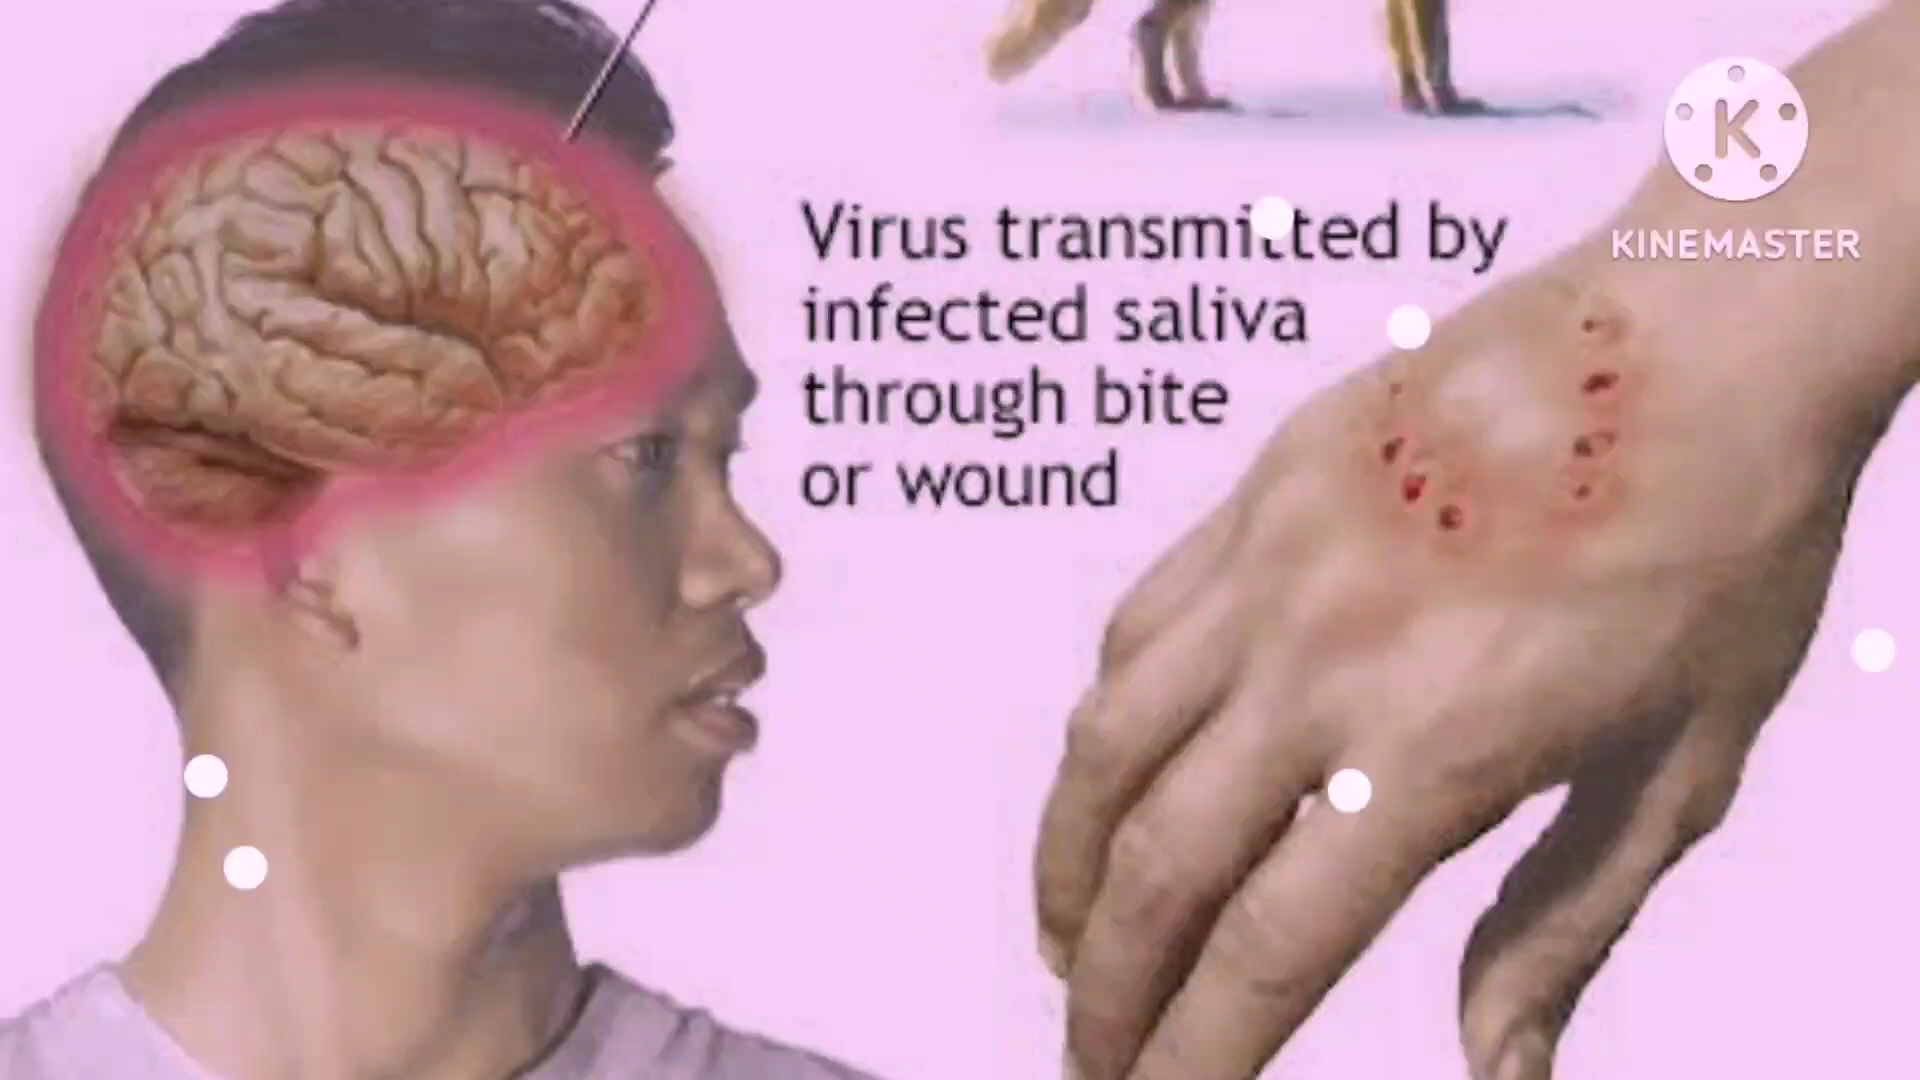 Virus transmitted by
infected saliva
through bite
or wound
K
KINEMASTER